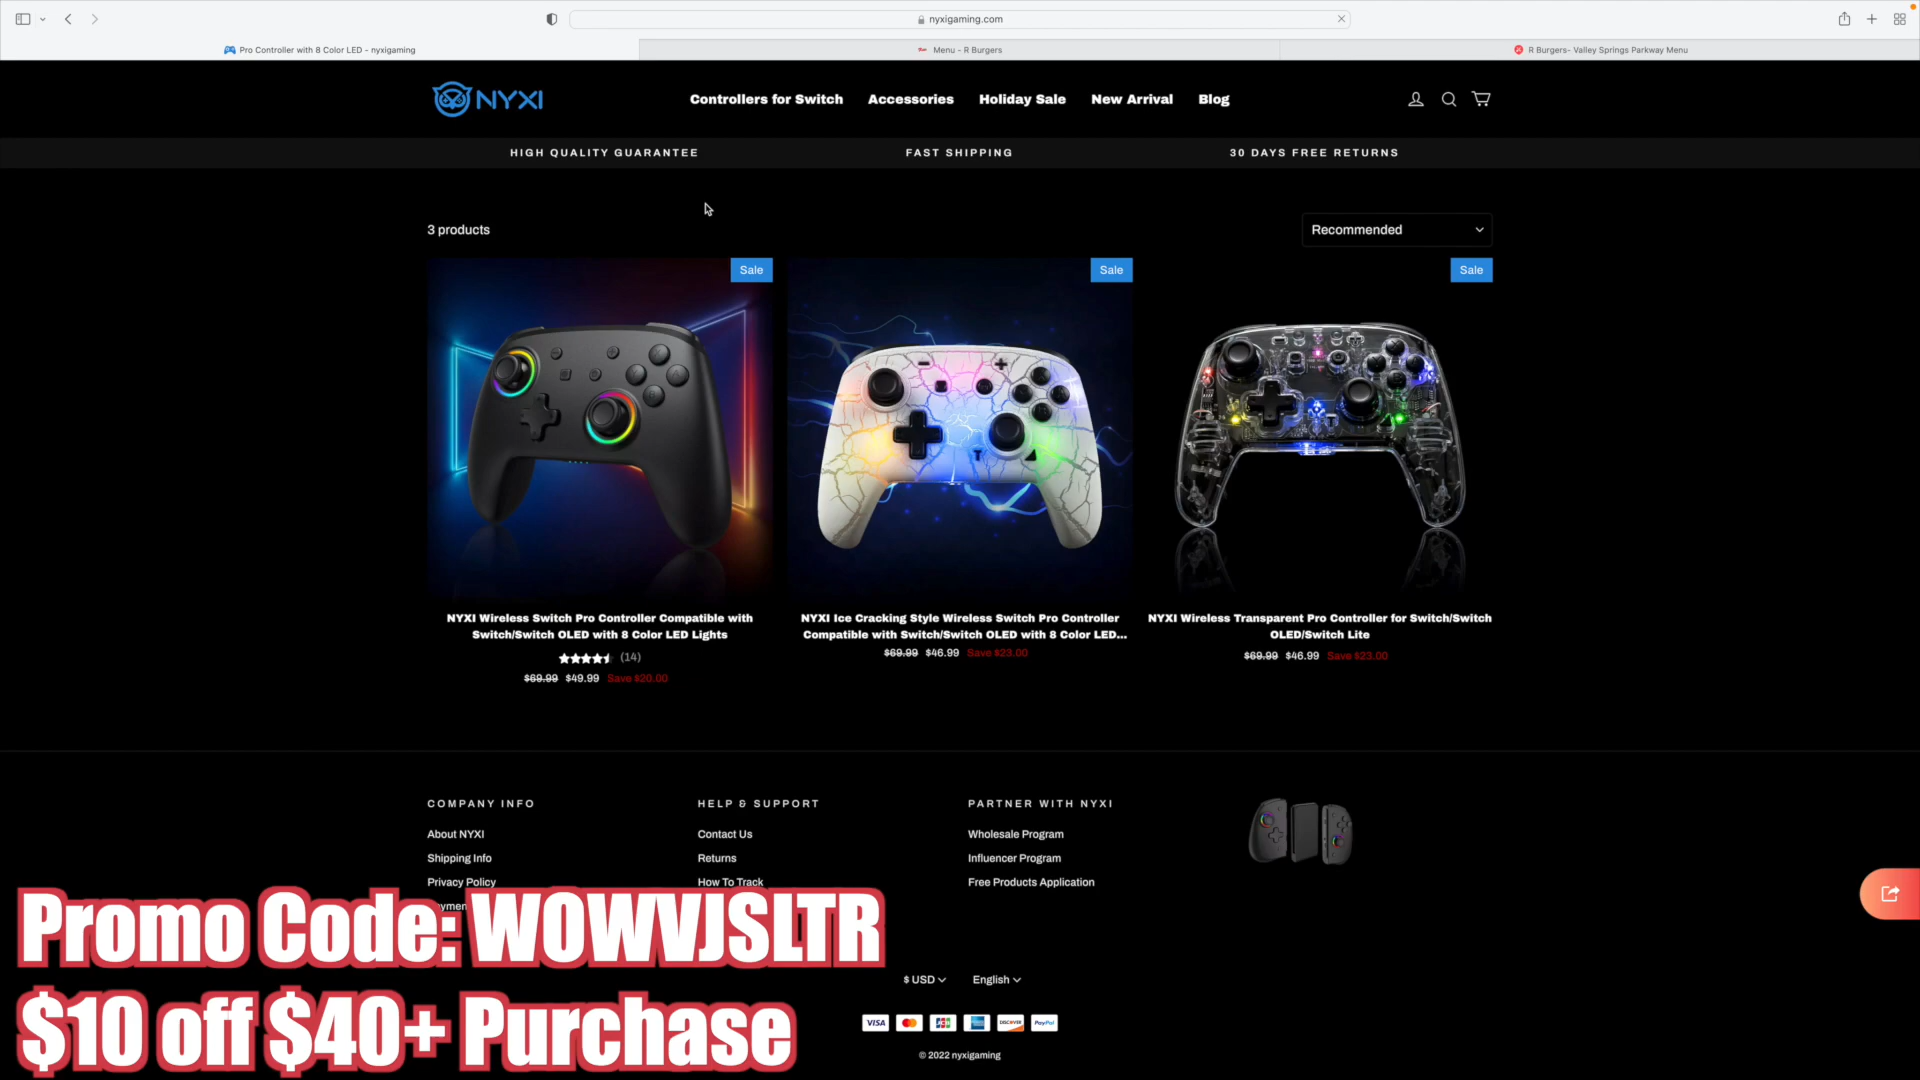 nyxigaming.com
Pro Controller with 8 Color LED - nyxigaming
Menu - R Burgers
R Burgers- Valley Springs Parkway Menu
NYXI
Controllers for Switch
Accessories
Holiday Sale
New Arrival
Blog
HIGH QUALITY GUARANTEE
FAST SHIPPING
30 DAYS FREE RETURNS
3 products
Recommended
Sale
Sale
Sale
NYXI Wireless Switch Pro Controller Compatible with
Switch/Switch OLED with 8 Color LED Lights
(14)
$69.99 $49.99 Save $20.00
NYXI Ice Cracking Style Wireless Switch Pro Controller
Compatible with Switch/Switch OLED with 8 Color LED...
$69.99 $46.99 Save $23.00
NYXI Wireless Transparent Pro Controller for Switch/Switch
OLED/Switch Lite
$69.99 $46.99 Save $23.00
COMPANY INFO
About NYXI
Shipping Info
Privacy Policy
HELP & SUPPORT
Contact Us
Returns
How To Track
PARTNER WITH NYXI
Wholesale Program
Influencer Program
Free Products Application
Promo Code: WOWVJSLTR
$10 off $40+ Purchase
$ USD
English
VISA
JCB
DISCOVER
PayPal
© 2022 nyxigaming